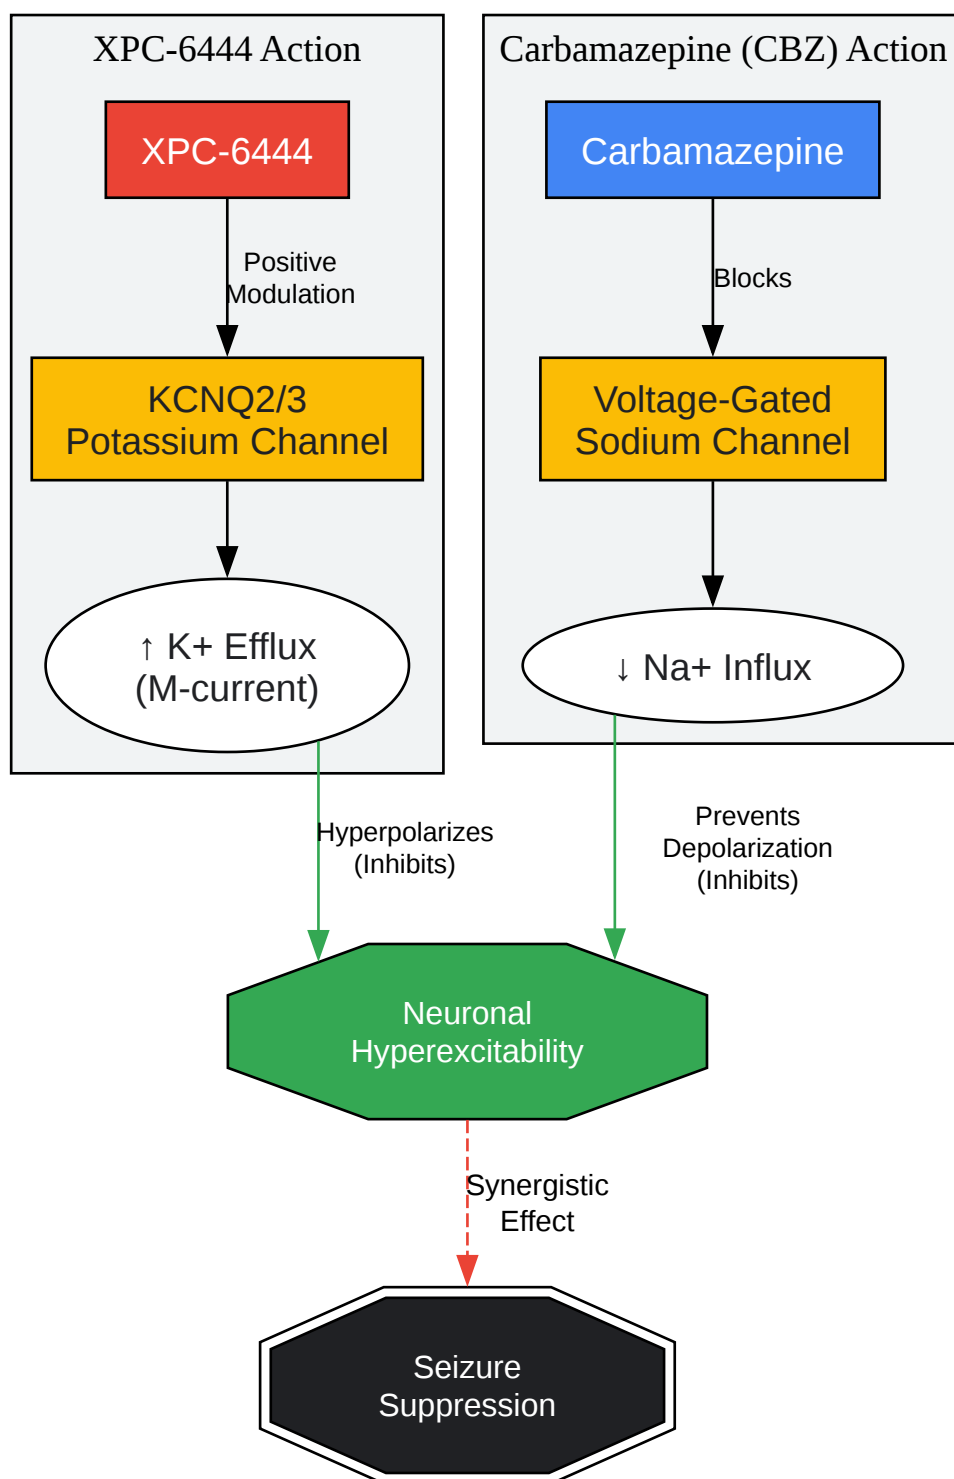 XPC-6444 Action
XPC-6444
Positive
Modulation
KCNQ2/3
Potassium Channel
↑ K+ Efflux
(M-current)
Hyperpolarizes
(Inhibits)
Carbamazepine (CBZ) Action
Carbamazepine
Blocks
Voltage-Gated
Sodium Channel
↓ Na+ Influx
Prevents
Depolarization
(Inhibits)
Neuronal
Hyperexcitability
Synergistic
Effect
Seizure
Suppression